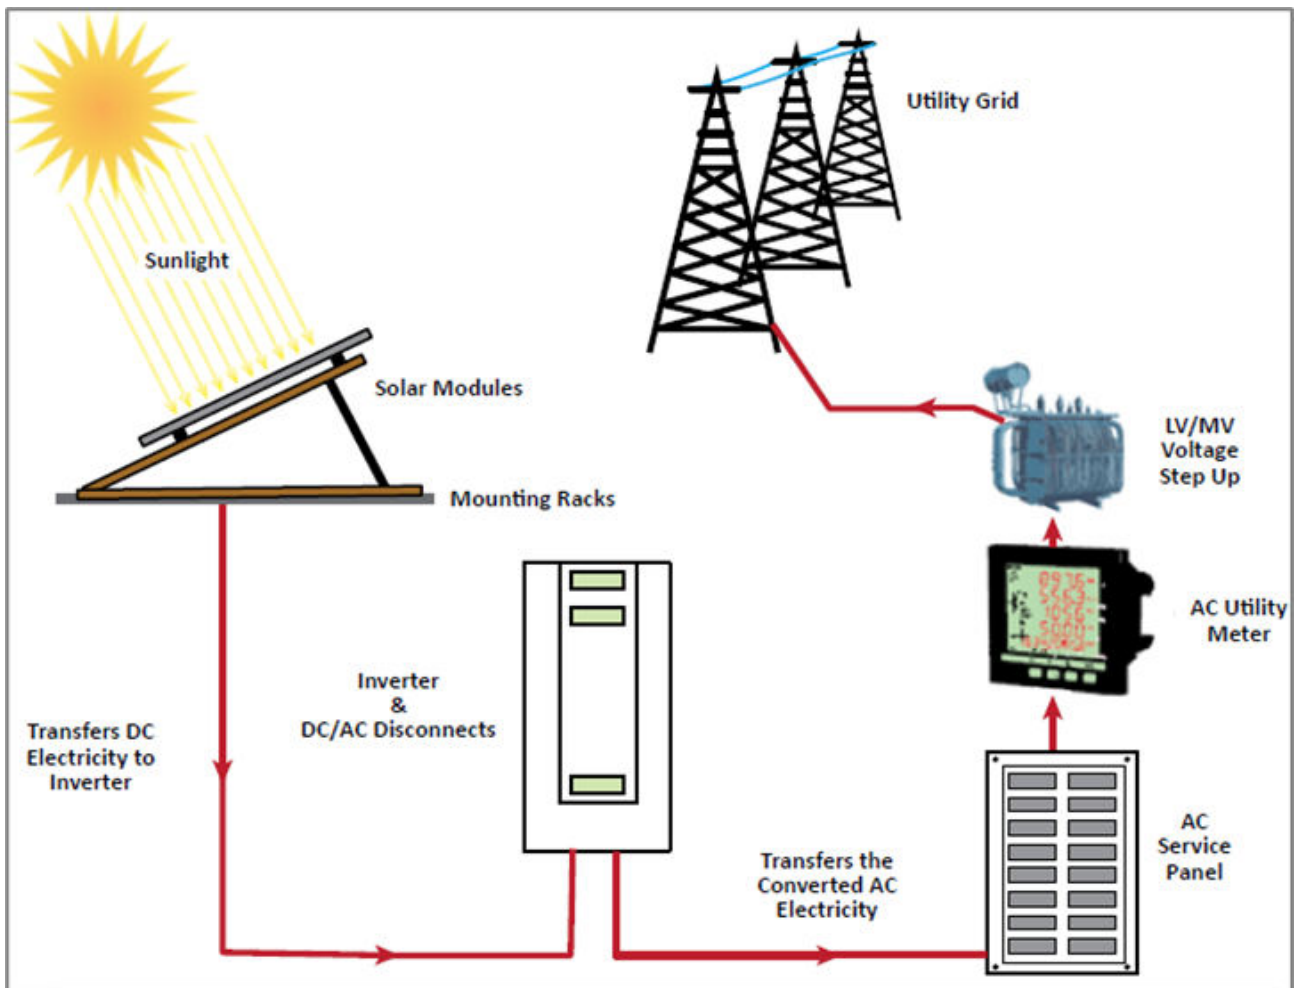 Utility Grid
Sunlight
Solar Modules
LV/MV
Voltage
Step Up
Mounting Racks
AC Utility
Meter
Inverter
&
DC/AC Disconnects
Transfers DC
Electricity to
Inverter
AC
Service
Panel
Transfers the
Converted AC
Electricity